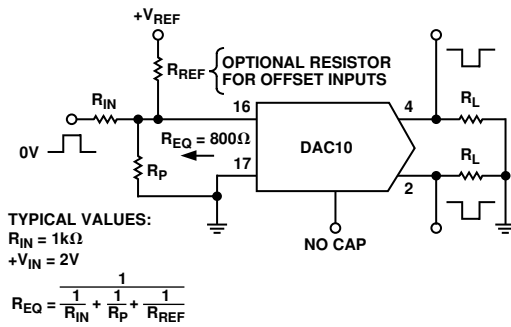 +VREF
RREF
OPTIONAL RESISTOR
FOR OFFSET INPUTS
RIN
0V
RP
REQ = 800Ω
16
17
DAC10
4
2
RL
RL
NO CAP
TYPICAL VALUES:
RIN = 1kΩ
+VIN = 2V
REQ = 1 / (1/RIN + 1/RP + 1/RREF)